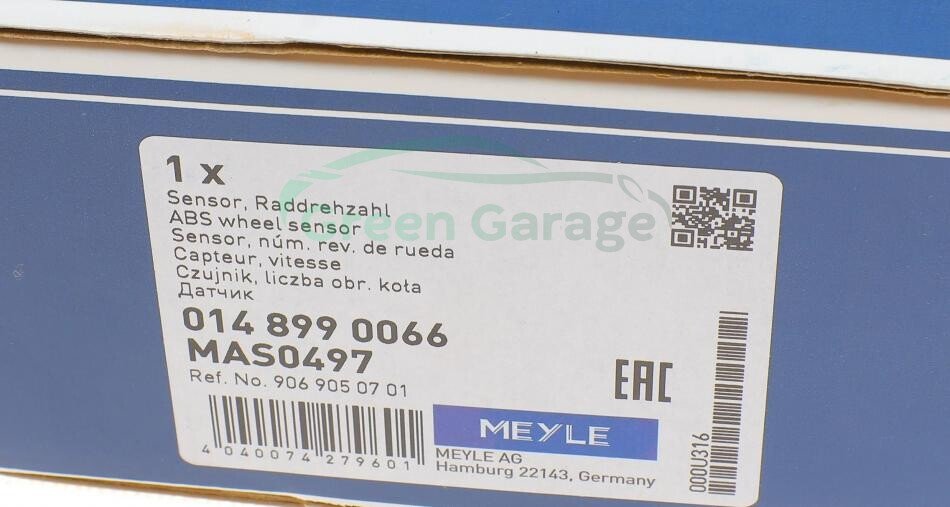 1 x
Sensor, Raddrehzahl
ABS wheel sensor
Sensor, núm. rev. de rueda
Capteur, vitesse
Czujnik, liczba obr. koła
Датчик
014 899 0066
MAS0497
Ref. No. 906 905 07 01
4 040074 279601
MEYLE
MEYLE AG
Hamburg 22143, Germany
EAC
000U316
Green Garage